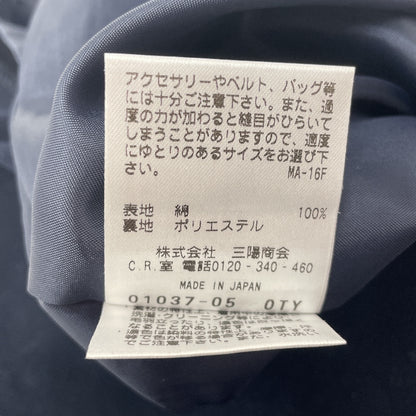 アクセサリーやベルト、バッグ等
には十分ご注意下さい。また、過
度の力が加わると縫目がひらいて
しまうことがありますので、適度
にゆとりのあるサイズをお選び下
さい。 MA-16F
表地 綿 100%
裏地 ポリエステル
株式会社 三陽商会
C.R.室 電話0120-340-460
MADE IN JAPAN
01037-05 QTY